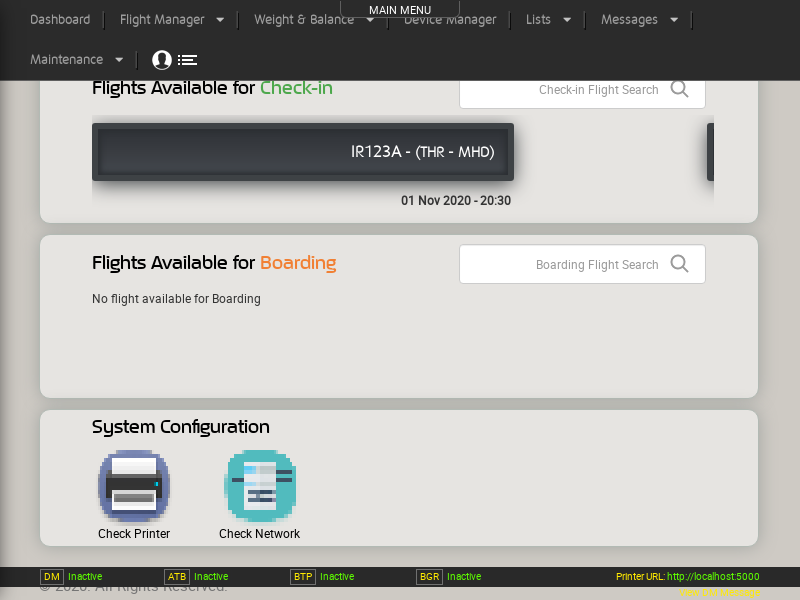 MAIN MENU
Dashboard Flight Manager Weight & Balance Device Manager Lists Messages
Maintenance
Flights Available for Check-in
Check-in Flight Search
IR123A - (THR - MHD)
01 Nov 2020 - 20:30
Flights Available for Boarding
Boarding Flight Search
No flight available for Boarding
System Configuration
Check Printer Check Network
DM Inactive ATB Inactive BTP Inactive BGR Inactive Printer URL: http://localhost:5000
© 2020. All Rights Reserved.